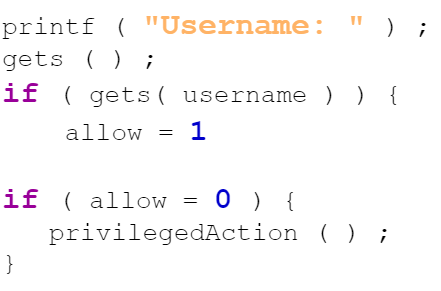 printf ( "Username: " ) ;
gets ( ) ;
if ( gets( username ) ) {
allow = 1
if ( allow = 0 ) {
privilegedAction ( ) ;
}